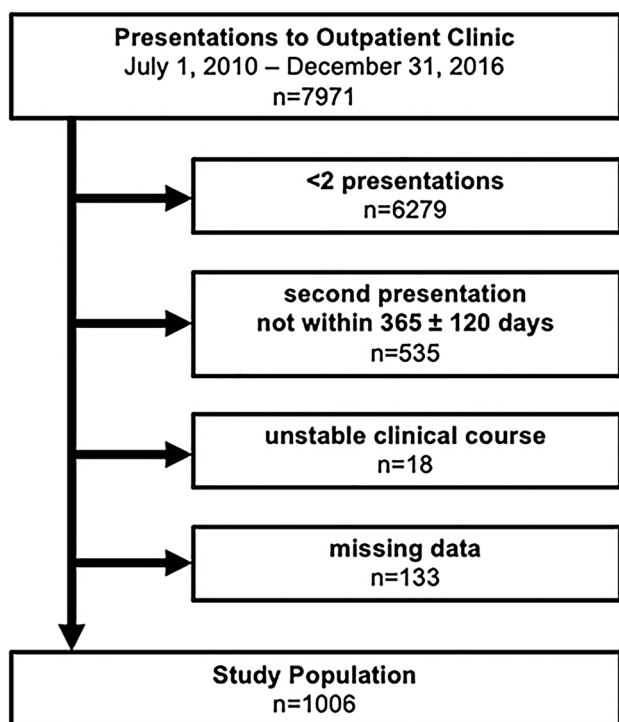 Presentations to Outpatient Clinic
July 1, 2010 – December 31, 2016
n=7971
<2 presentations
n=6279
second presentation
not within 365 ± 120 days
n=535
unstable clinical course
n=18
missing data
n=133
Study Population
n=1006